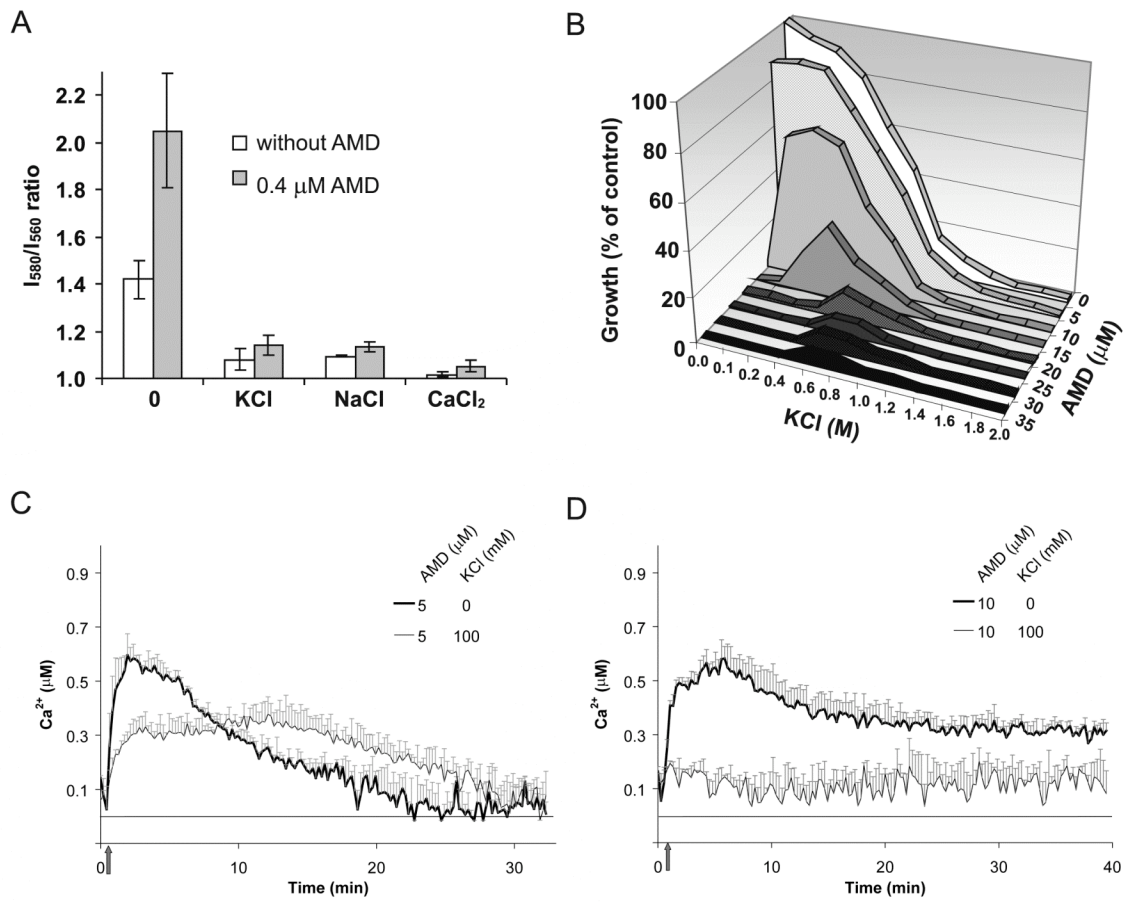 A
I₅₈₀/I₅₆₀ ratio
2.2
2.0
1.8
1.6
1.4
1.2
1.0
without AMD
0.4 µM AMD
0 KCl NaCl CaCl₂
B
Growth (% of control)
100
80
60
40
20
0
0.0 0.1 0.2 0.4 0.6 0.8 1.0 1.2 1.4 1.6 1.8 2.0
KCl (M)
0
5
10
15
20
25
30
35
AMD (µM)
C
AMD (µM) KCl (mM)
5 0
5 100
Ca²⁺ (µM)
0.9
0.7
0.5
0.3
0.1
0 10 20 30
Time (min)
D
AMD (µM) KCl (mM)
10 0
10 100
Ca²⁺ (µM)
0.9
0.7
0.5
0.3
0.1
0 10 20 30 40
Time (min)